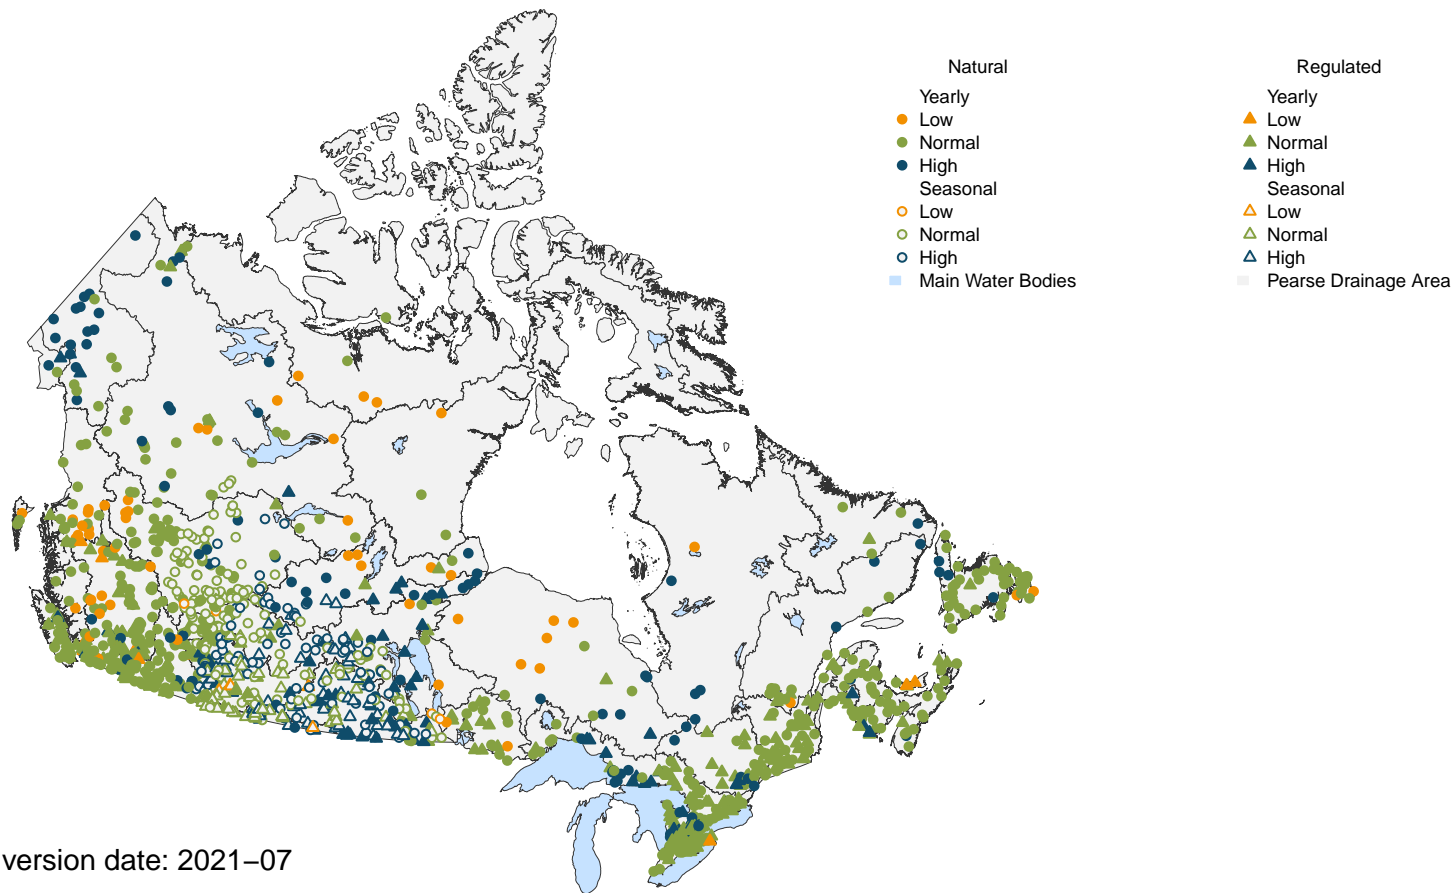 Natural
Yearly
Low
Normal
High
Seasonal
Low
Normal
High
Main Water Bodies
Regulated
Yearly
Low
Normal
High
Seasonal
Low
Normal
High
Pearse Drainage Area
version date: 2021–07